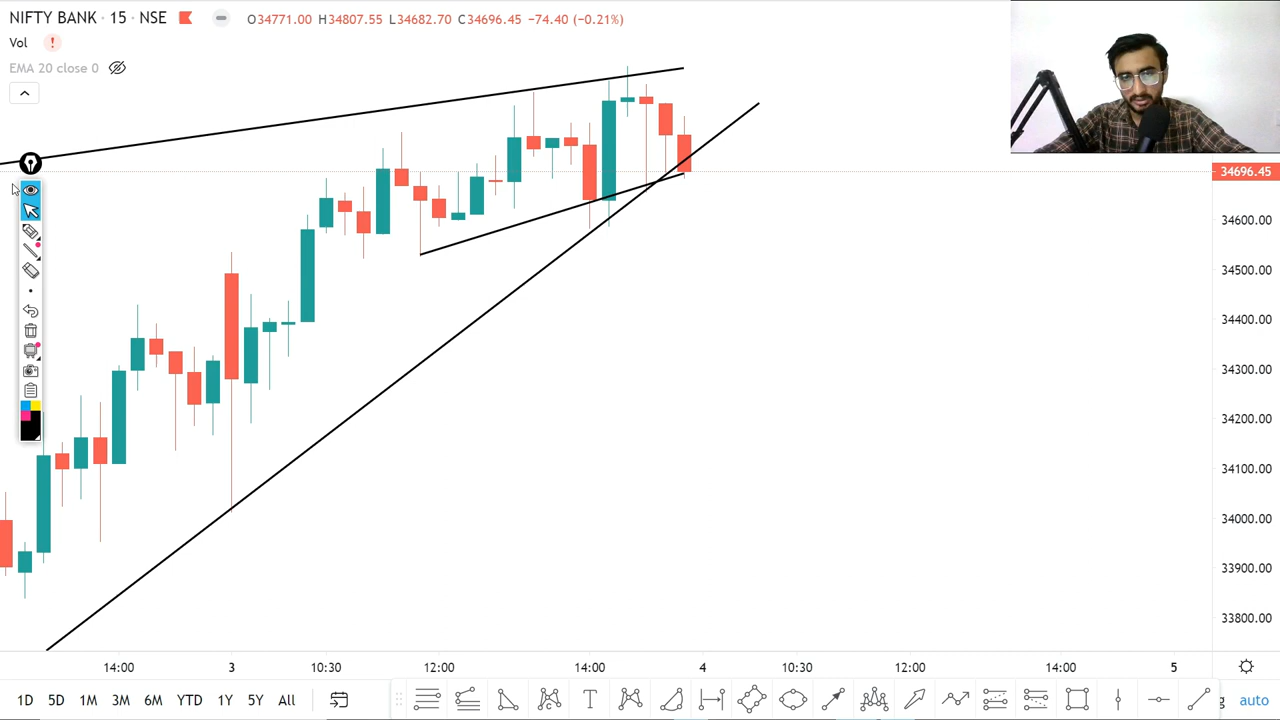 NIFTY BANK · 15 · NSE O34771.00 H34807.55 L34682.70 C34696.45 −74.40 (−0.21%)
Vol !
EMA 20 close 0
34696.45
34600.00
34500.00
34400.00
34300.00
34200.00
34100.00
34000.00
33900.00
33800.00
14:00 3 10:30 12:00 14:00 4 10:30 12:00 14:00 5
1D 5D 1M 3M 6M YTD 1Y 5Y All T g auto